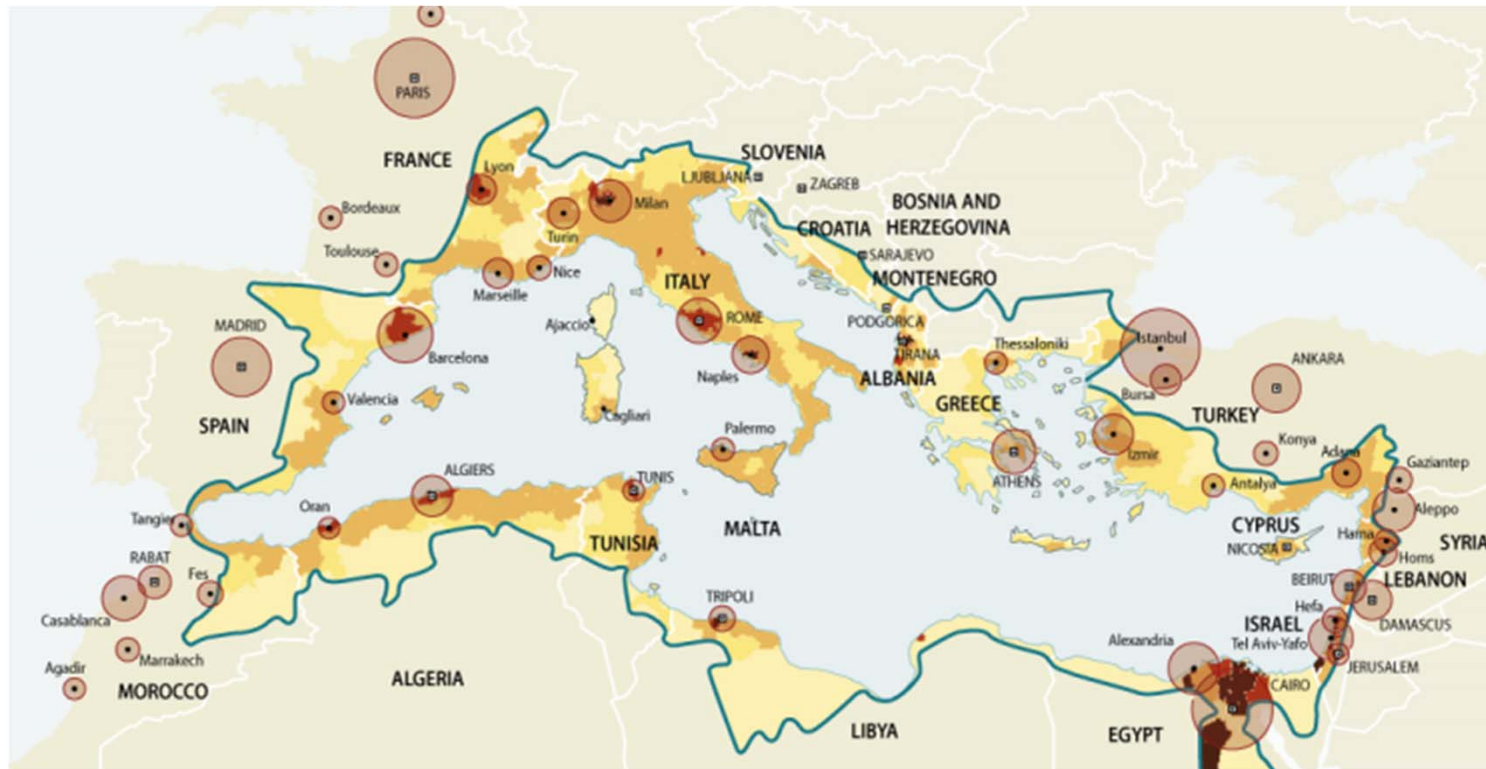 PARIS
FRANCE
Lyon
SLOVENIA
LJUBLJANA
ZAGREB
Milan
Bordeaux
BOSNIA AND
HERZEGOVINA
CROATIA
Turin
Toulouse
SARAJEVO
Nice
Marseille
ITALY
MONTENEGRO
MADRID
Ajaccio
ROME
PODGORICA
Istanbul
Barcelona
TIRANA
Thessaloniki
ANKARA
Naples
ALBANIA
Bursa
Valencia
GREECE
TURKEY
Cagliari
SPAIN
Palermo
Konya
Izmir
Adana
Gaziantep
ALGIERS
TUNIS
ATHENS
Antalya
Oran
Aleppo
Tangier
MALTA
CYPRUS
Hama
SYRIA
TUNISIA
NICOSIA
Homs
RABAT
Fes
BEIRUT
LEBANON
TRIPOLI
Hefa
Casablanca
ISRAEL
DAMASCUS
Alexandria
Tel Aviv-Yafo
Marrakech
JERUSALEM
Agadir
ALGERIA
CAIRO
MOROCCO
LIBYA
EGYPT